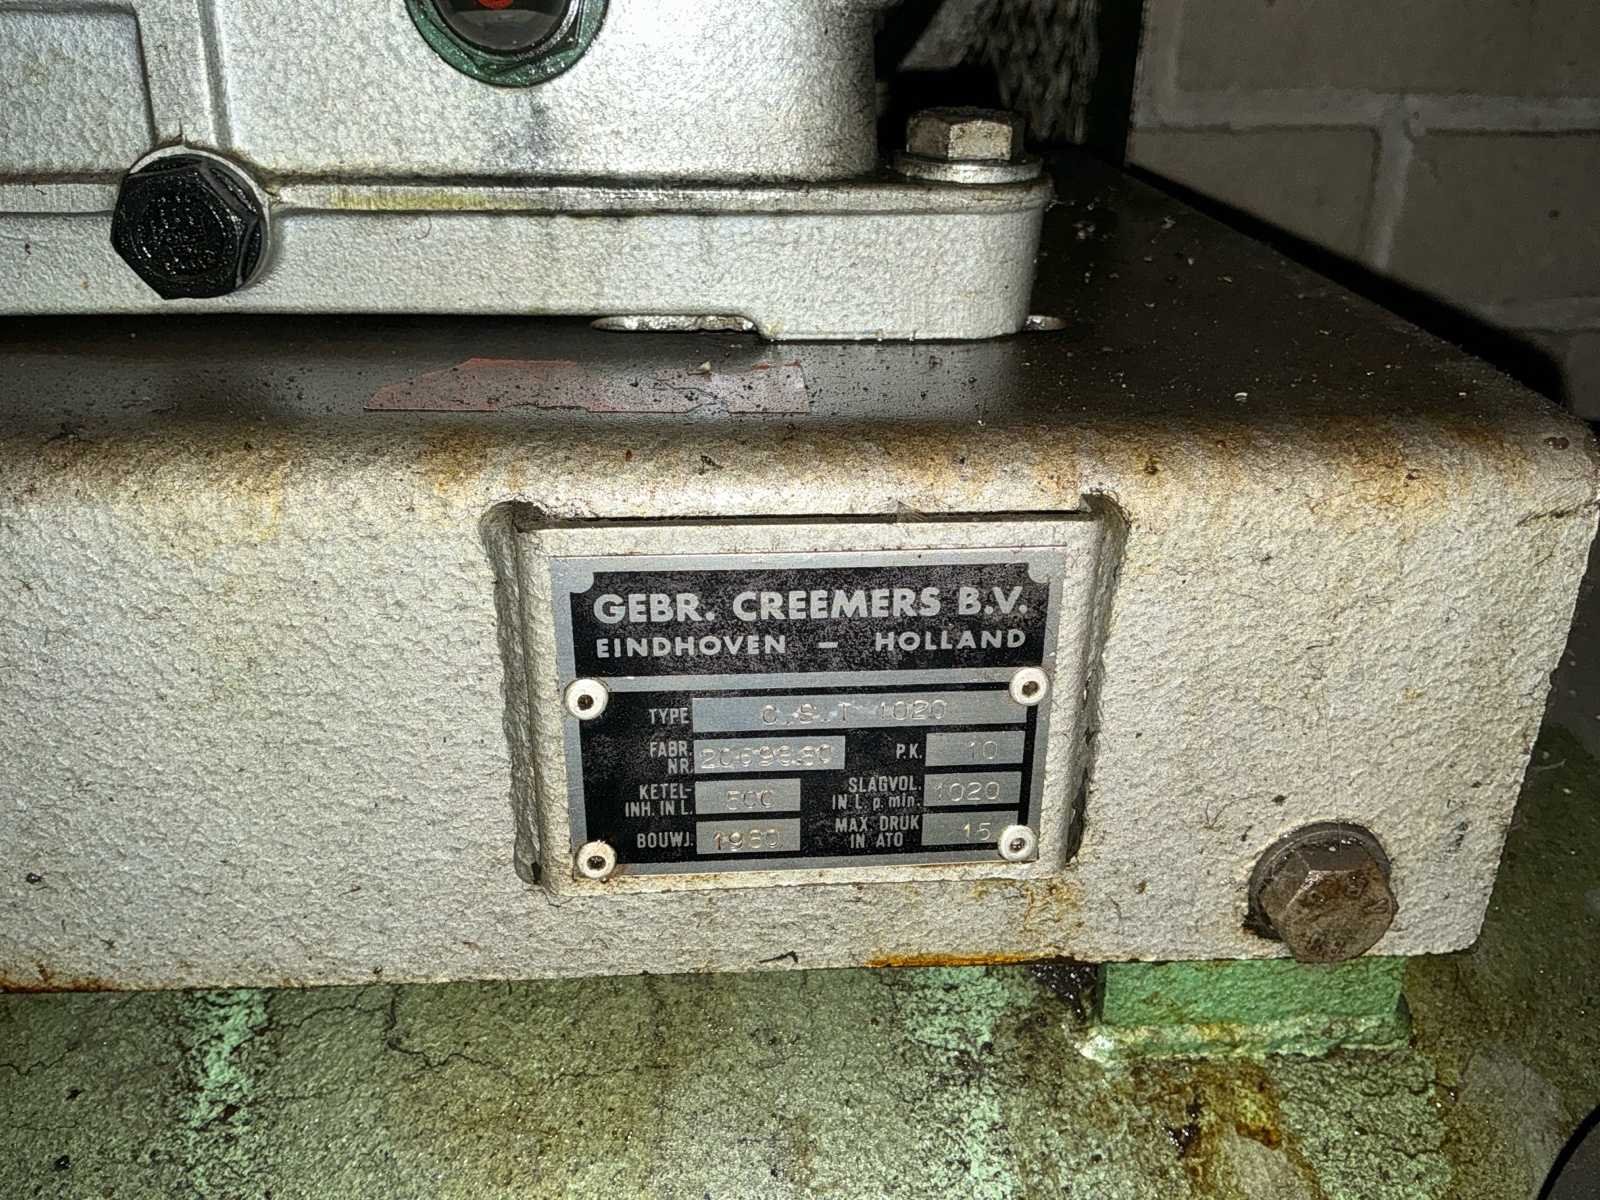 GEBR. CREEMERS B.V.
EINDHOVEN – HOLLAND
TYPE C.S.T 1020
FABR. NR. P.K. 10
KETEL- INH. IN L. 500 SLAGVOL. IN L. p. min. 1020
BOUWJ. 1980 MAX DRUK IN ATO 15